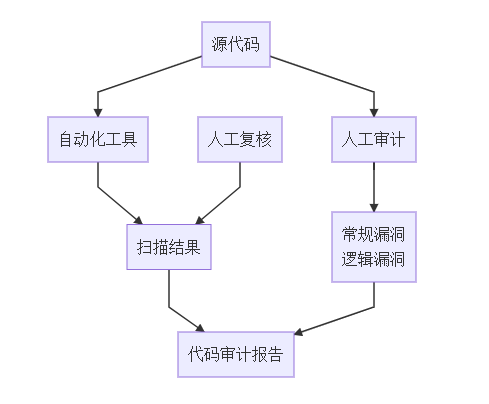 源代码
自动化工具
人工复核
人工审计
扫描结果
常规漏洞
逻辑漏洞
代码审计报告